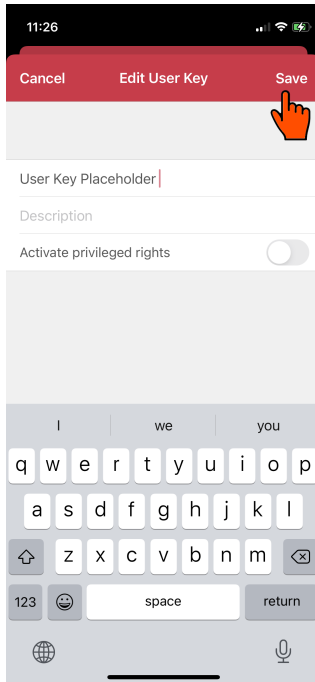 11:26
Cancel Edit User Key Save
User Key Placeholder
Description
Activate privileged rights
I we you
q w e r t y u i o p
a s d f g h j k l
z x c v b n m
123 space return